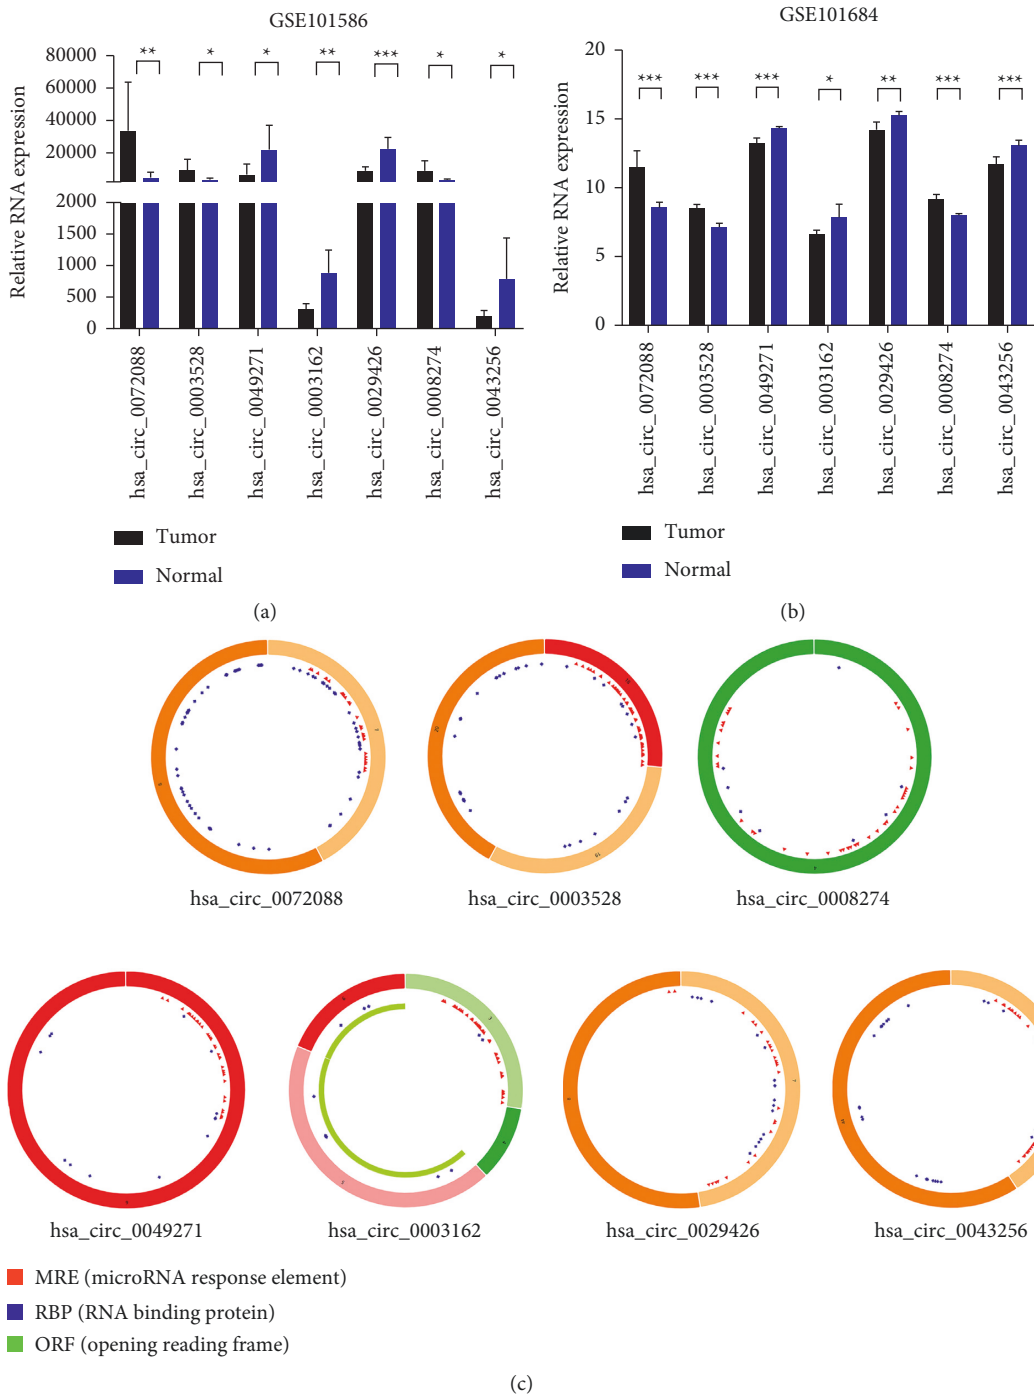 GSE101586
** * * ** *** * *
80000
60000
40000
20000
2000
1500
1000
500
0
Relative RNA expression
hsa_circ_0072088
hsa_circ_0003528
hsa_circ_0049271
hsa_circ_0003162
hsa_circ_0029426
hsa_circ_0008274
hsa_circ_0043256
Tumor
Normal
(a)
GSE101684
*** *** *** * ** *** ***
20
15
10
5
0
Relative RNA expression
hsa_circ_0072088
hsa_circ_0003528
hsa_circ_0049271
hsa_circ_0003162
hsa_circ_0029426
hsa_circ_0008274
hsa_circ_0043256
Tumor
Normal
(b)
hsa_circ_0072088
hsa_circ_0003528
hsa_circ_0008274
hsa_circ_0049271
hsa_circ_0003162
hsa_circ_0029426
hsa_circ_0043256
MRE (microRNA response element)
RBP (RNA binding protein)
ORF (opening reading frame)
(c)